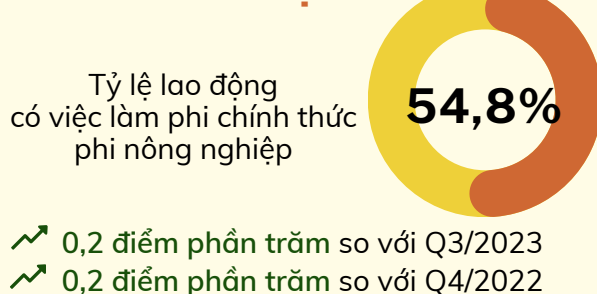 Tỷ lệ lao động
có việc làm phi chính thức
phi nông nghiệp
54,8%
0,2 điểm phần trăm so với Q3/2023
0,2 điểm phần trăm so với Q4/2022